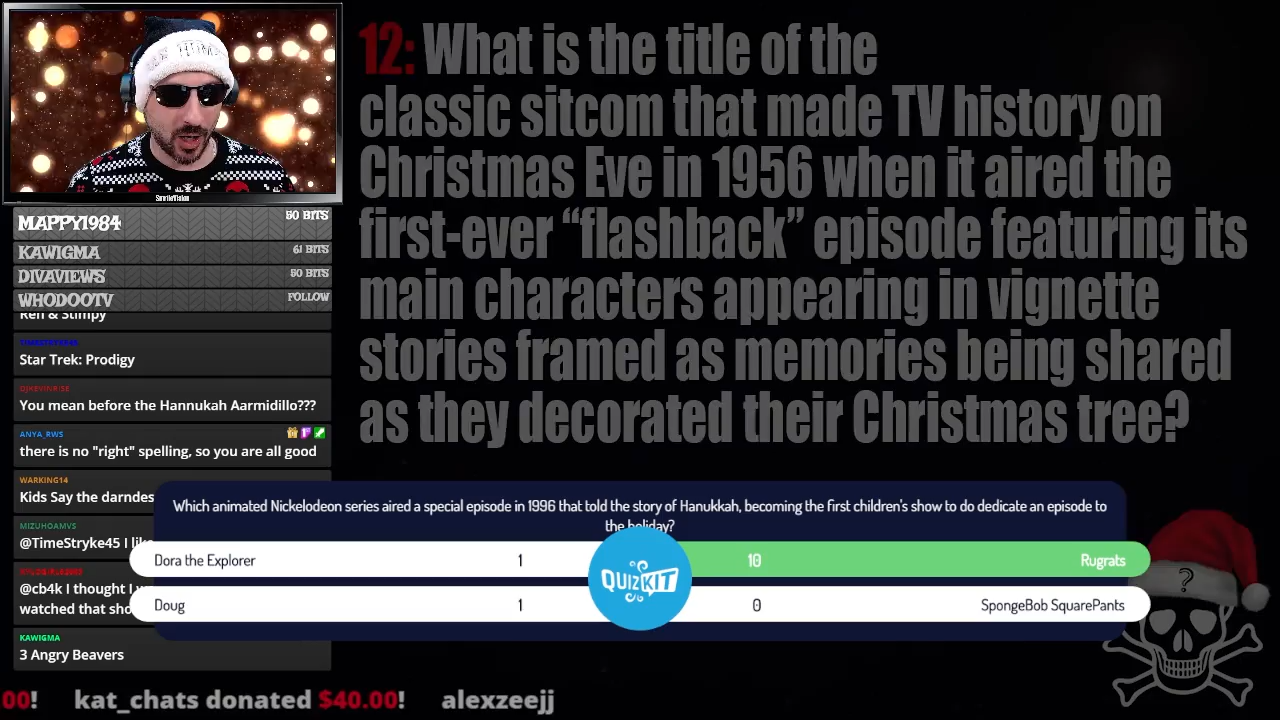 12: What is the title of the
classic sitcom that made TV history on
Christmas Eve in 1956 when it aired the
first-ever “flashback” episode featuring its
main characters appearing in vignette
stories framed as memories being shared
as they decorated their Christmas tree?
MAPPY1984 50 BITS
KAWIGMA 61 BITS
DIVAVIEWS 50 BITS
WHODOOTV FOLLOW
Ren & Stimpy
Star Trek: Prodigy
You mean before the Hannukah Aarmidillo???
ANYA_RWS
there is no "right" spelling, so you are all good
WARKING14
Kids Say the darndes
MIZUHOAMVS
@TimeStryke45 I like
@cb4k I thought I
watched that sho
KAWIGMA
3 Angry Beavers
Which animated Nickelodeon series aired a special episode in 1996 that told the story of Hanukkah, becoming the first children's show to do dedicate an episode to
the holiday?
Dora the Explorer 1 10 Rugrats
Doug 1 0 SpongeBob SquarePants
QUIZKIT
?
00! kat_chats donated $40.00! alexzeejj